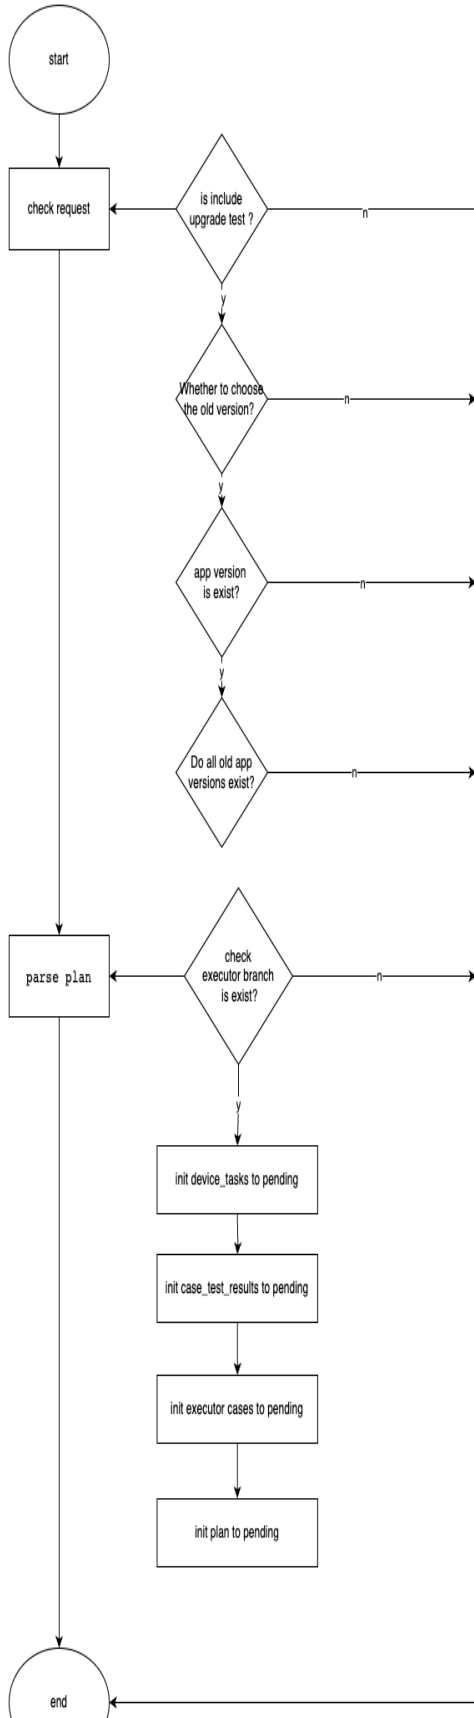 start
check request
is include
upgrade test ?
n
y
Whether to choose
the old version?
n
y
app version
is exist?
n
y
Do all old app
versions exist?
n
parse plan
check
executor branch
is exist?
n
y
init device_tasks to pending
init case_test_results to pending
init executor cases to pending
init plan to pending
end